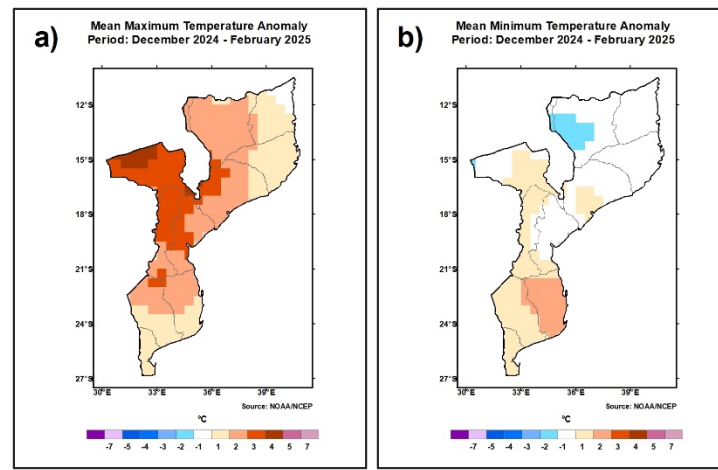 a)
Mean Maximum Temperature Anomaly
Period: December 2024 - February 2025
12°S
15°S
18°S
21°S
24°S
27°S
30°E 33°E 36°E 39°E
Source: NOAA/NCEP
°C
-7 -5 -4 -3 -2 -1 1 2 3 4 5 7
b)
Mean Minimum Temperature Anomaly
Period: December 2024 - February 2025
12°S
15°S
18°S
21°S
24°S
27°S
30°E 33°E 36°E 39°E
Source: NOAA/NCEP
°C
-7 -5 -4 -3 -2 -1 1 2 3 4 5 7